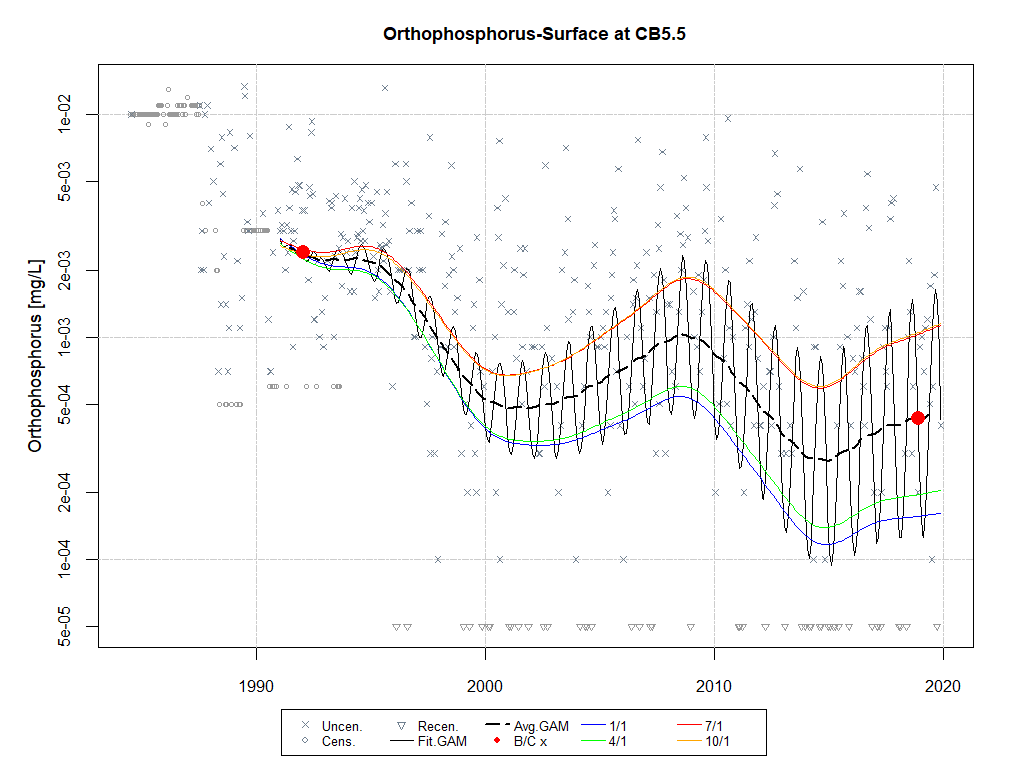 Orthophosphorus-Surface at CB5.5
Orthophosphorus [mg/L]
1e-02
5e-03
2e-03
1e-03
5e-04
2e-04
1e-04
5e-05
1990 2000 2010 2020
Uncen. Recen. Avg.GAM 1/1 7/1
Cens. Fit.GAM B/C x 4/1 10/1